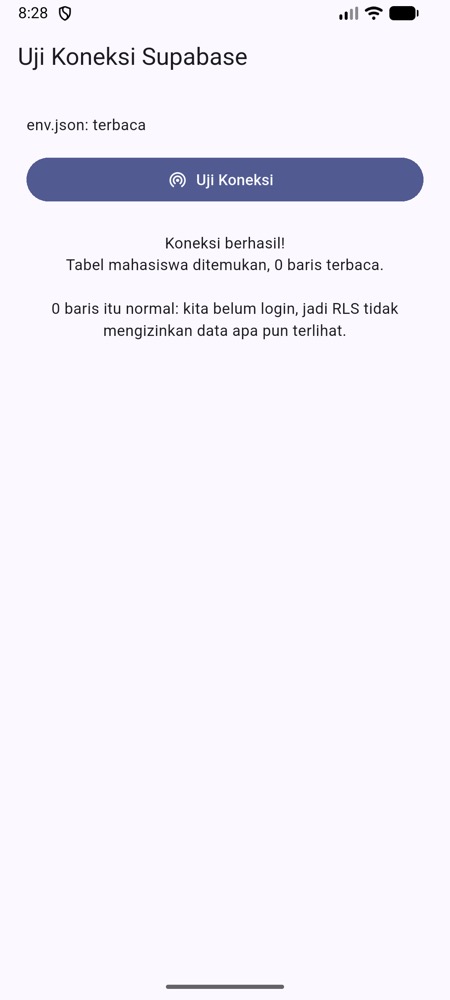 8:28
Uji Koneksi Supabase
env.json: terbaca
Uji Koneksi
Koneksi berhasil!
Tabel mahasiswa ditemukan, 0 baris terbaca.
0 baris itu normal: kita belum login, jadi RLS tidak
mengizinkan data apa pun terlihat.